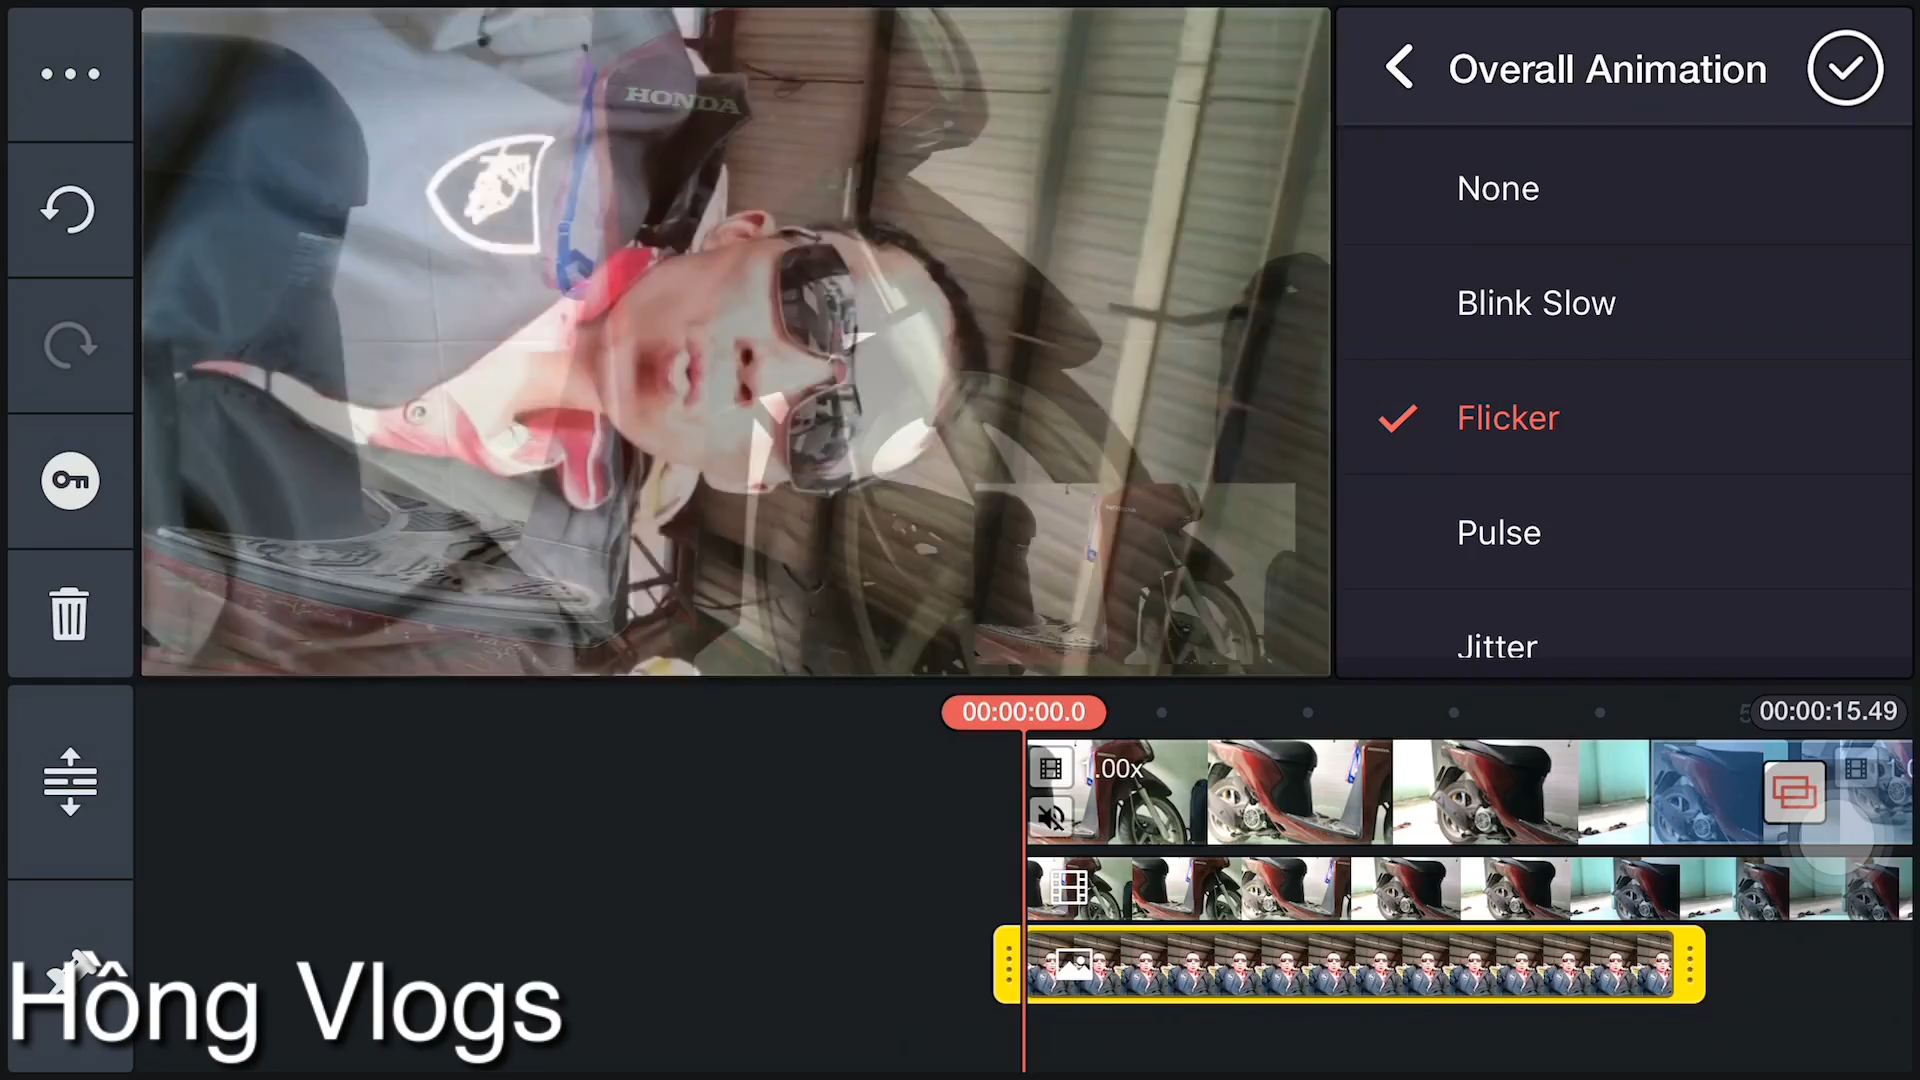 HONDA
Overall Animation
None
Blink Slow
Flicker
Pulse
Jitter
00:00:00.0
00:00:15.49
1.00x
Hồng Vlogs